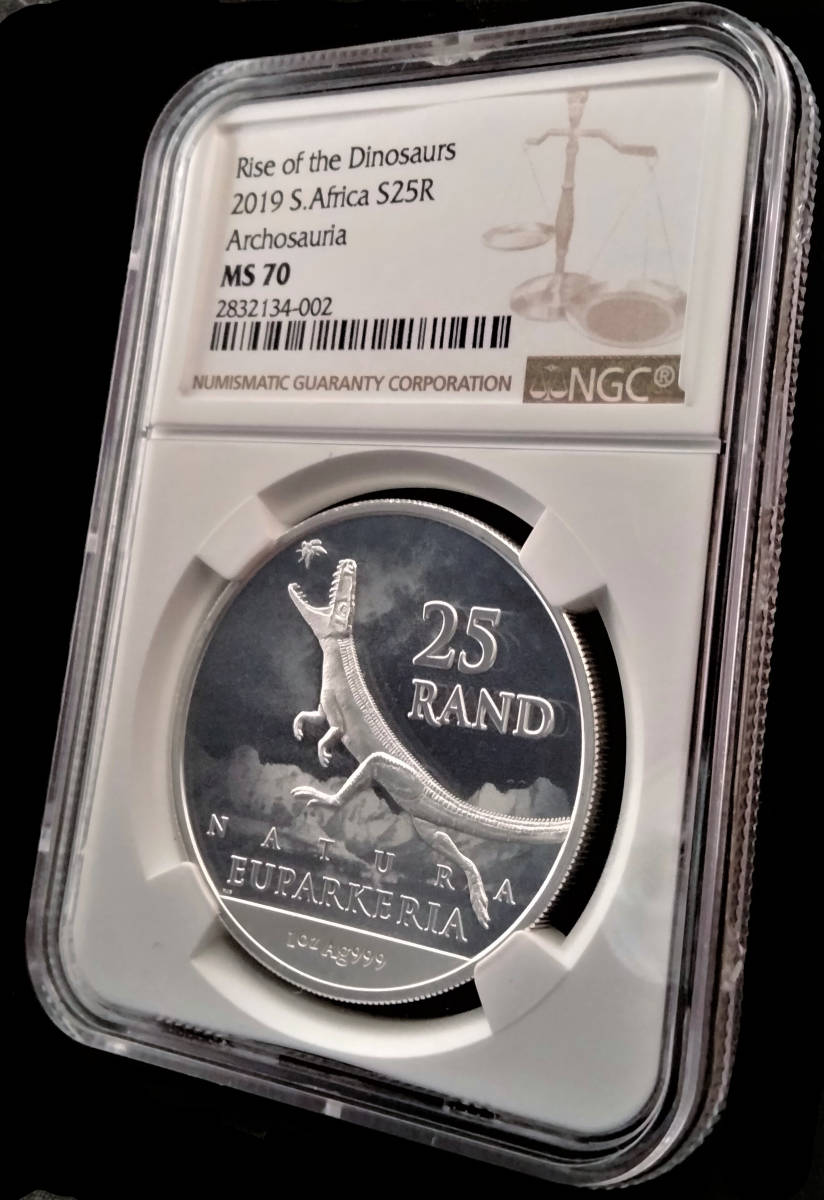 Rise of the Dinosaurs
2019 S.Africa S25R
Archosauria
MS 70
2832134-002
NUMISMATIC GUARANTY CORPORATION
NGC®
25
RAND
NATURA
EUPARKERIA
1oz Ag999